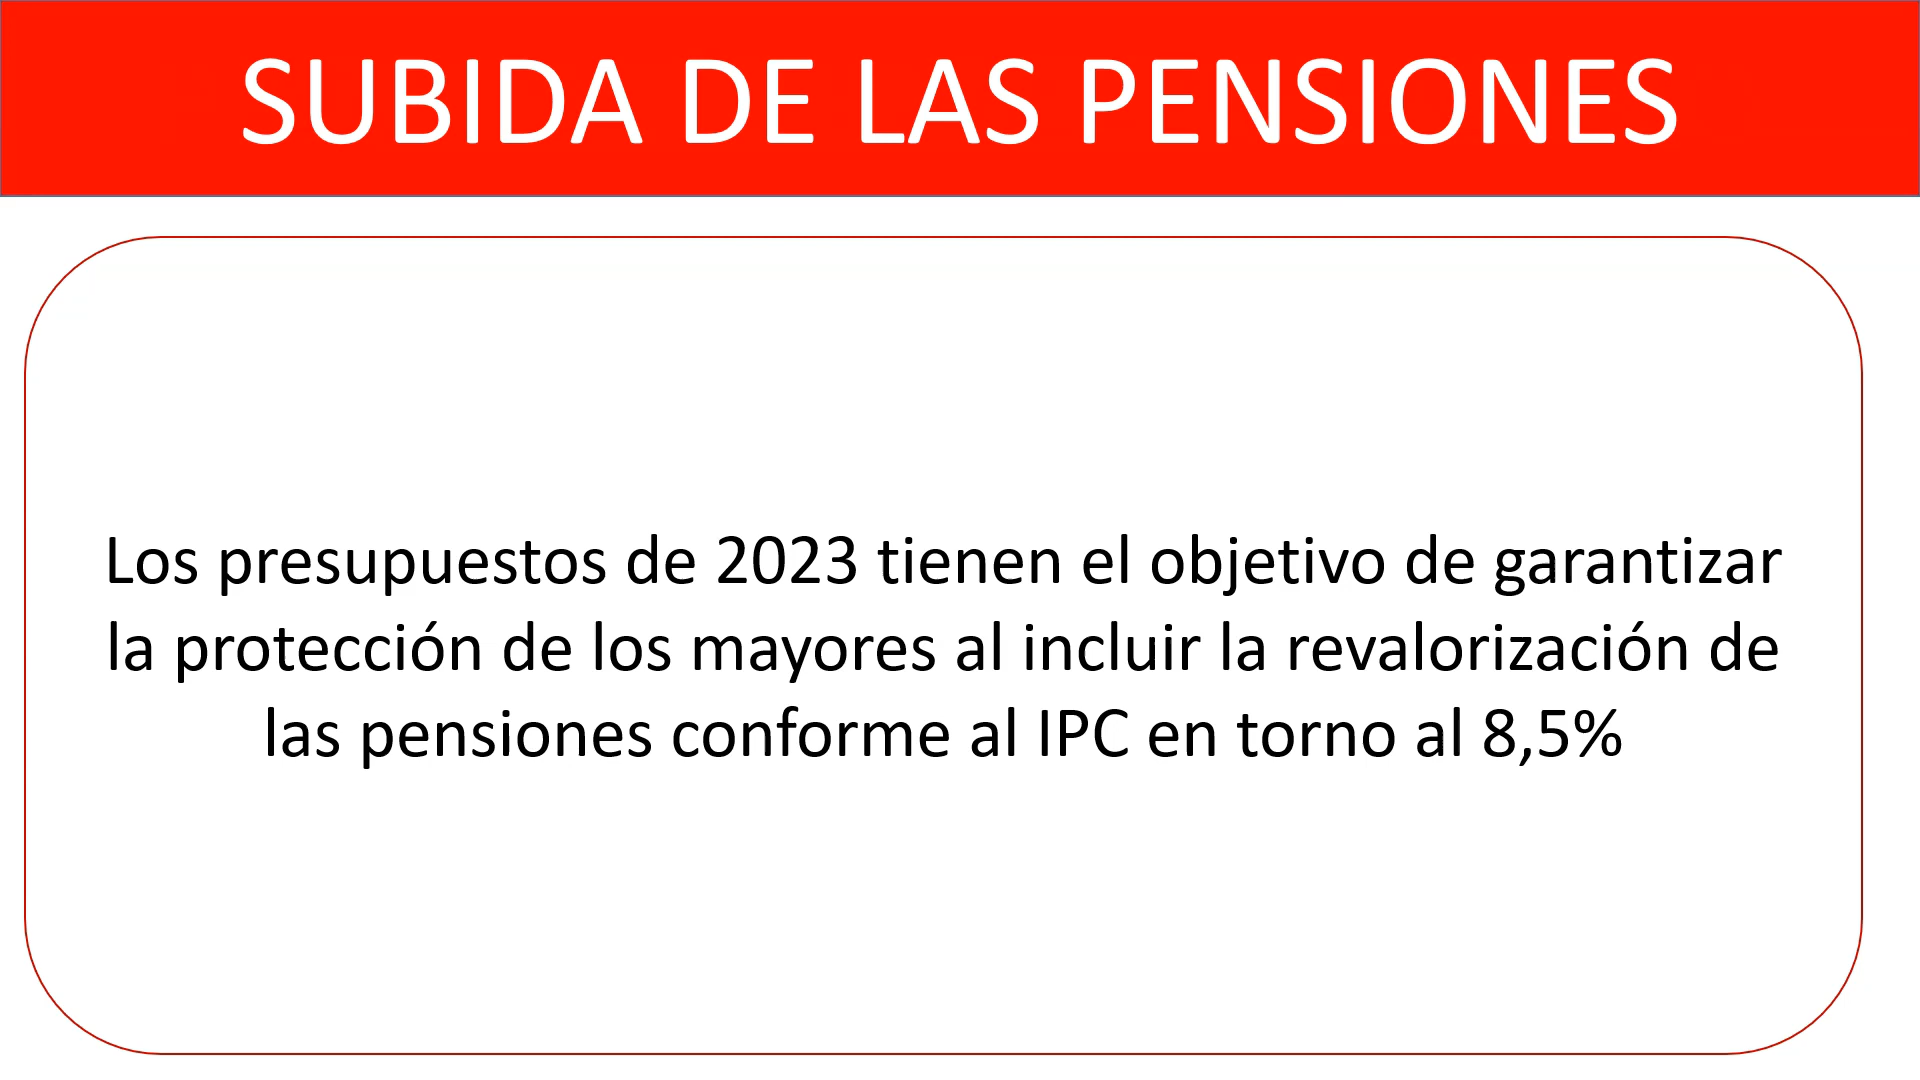 SUBIDA DE LAS PENSIONES
Los presupuestos de 2023 tienen el objetivo de garantizar
la protección de los mayores al incluir la revalorización de
las pensiones conforme al IPC en torno al 8,5%